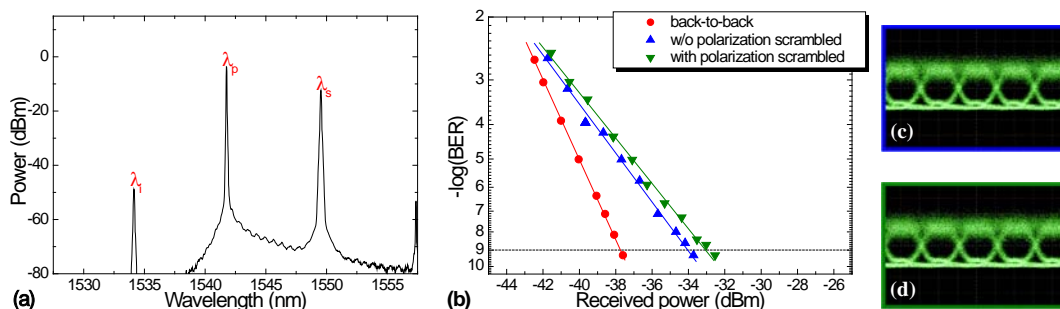 0
-20
-40
-60
-80
Power (dBm)
1530
1535
1540
1545
1550
1555
Wavelength (nm)
λp
λs
λi
(a)
back-to-back
w/o polarization scrambled
with polarization scrambled
2
3
4
5
6
7
8
9
10
-log(BER)
-44
-42
-40
-38
-36
-34
-32
-30
-28
-26
Received power (dBm)
(b)
(c)
(d)